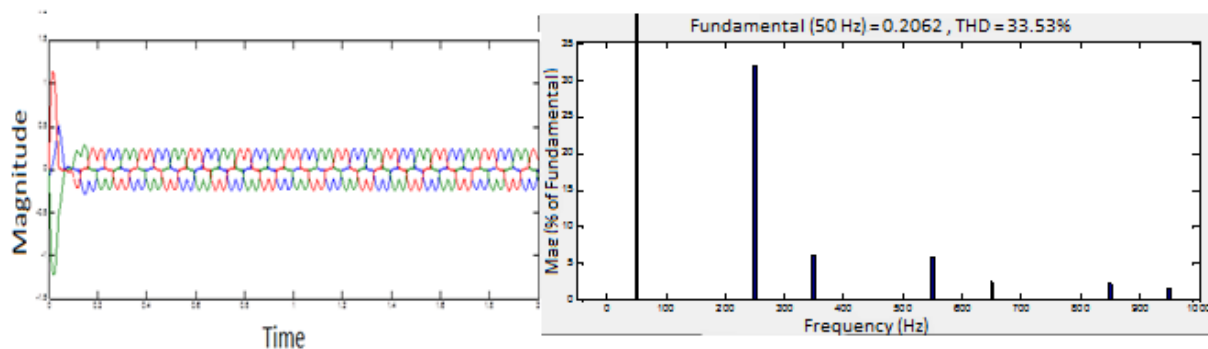 Magnitude
Time
Fundamental (50 Hz) = 0.2062 , THD = 33.53%
Mag (% of Fundamental)
35
30
25
20
15
10
5
0
0 100 200 300 400 500 600 700 800 900 1000
Frequency (Hz)